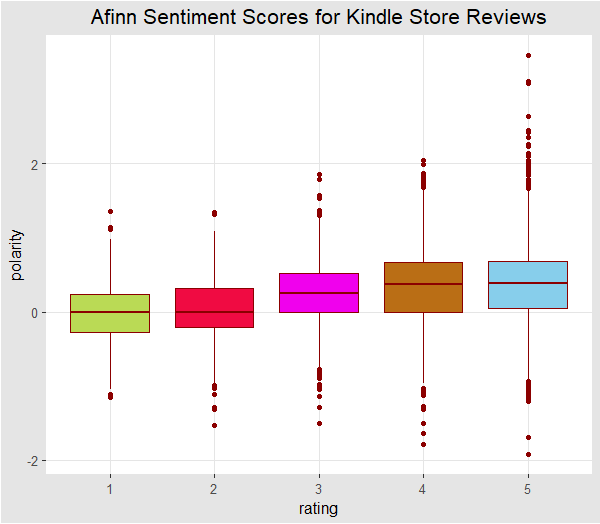 Afinn Sentiment Scores for Kindle Store Reviews
polarity
2
0
-2
1 2 3 4 5
rating